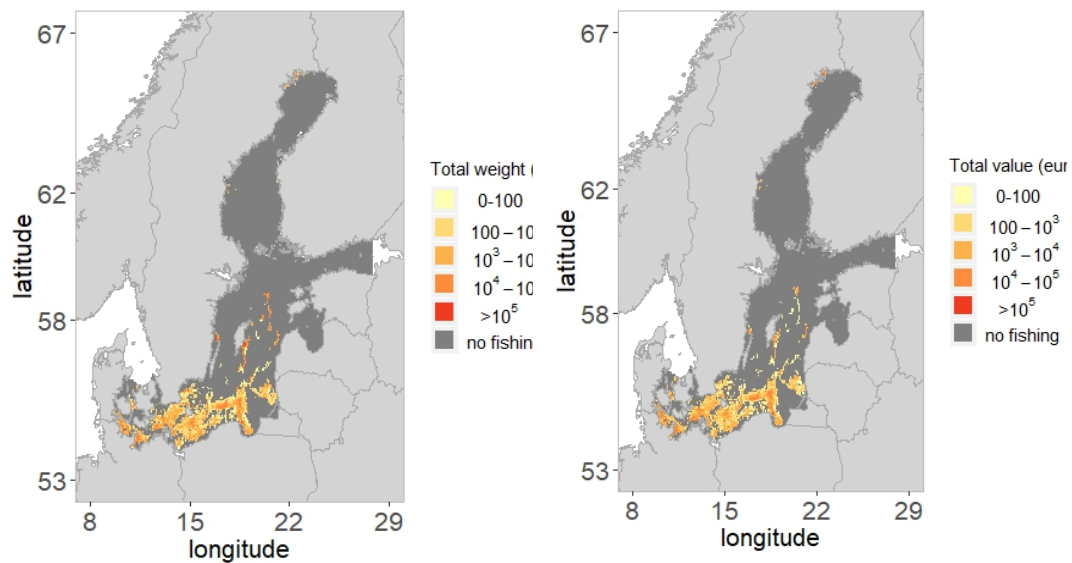 67
62
58
53
latitude
8 15 22 29
longitude
Total weight (
0-100
100 – 10
10³ – 10
10⁴ – 10
>10⁵
no fishin
67
62
58
53
latitude
8 15 22 29
longitude
Total value (eur
0-100
100 – 10³
10³ – 10⁴
10⁴ – 10⁵
>10⁵
no fishing